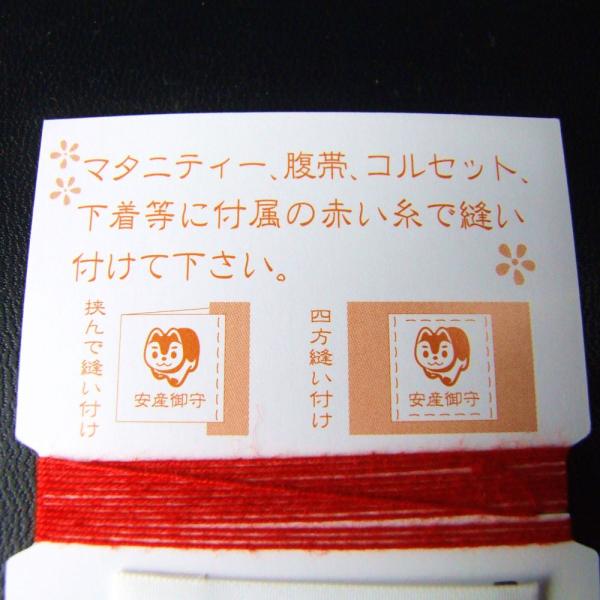 マタニティー、腹帯、コルセット、
下着等に付属の赤い糸で縫い
付けて下さい。
挟んで縫い付け
安産御守
四方縫い付け
安産御守